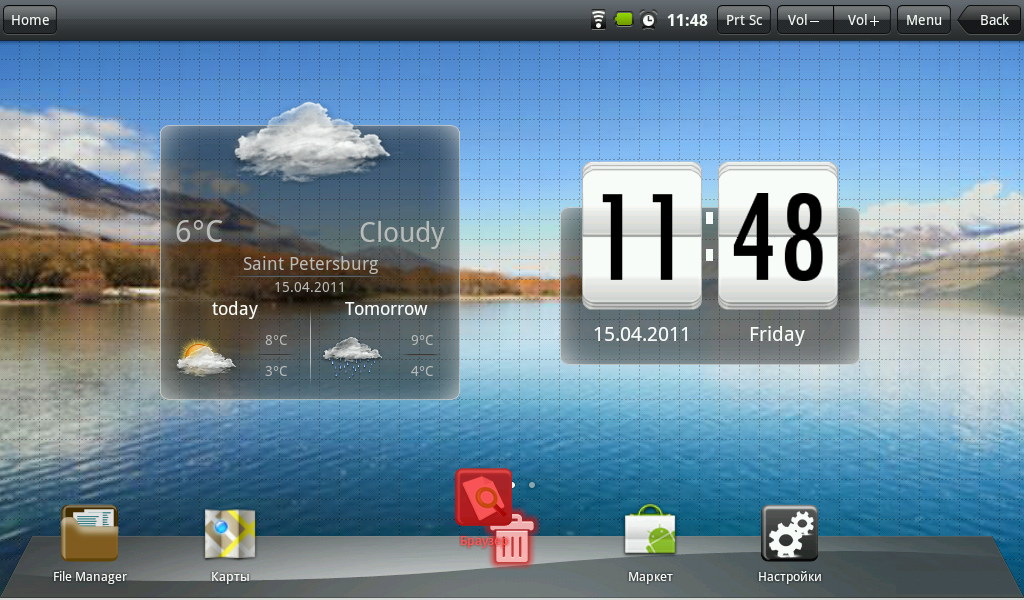 Home
11:48
Prt Sc
Vol−
Vol+
Menu
Back
6°C
Cloudy
Saint Petersburg
15.04.2011
today
Tomorrow
8°C
9°C
3°C
4°C
11:48
15.04.2011
Friday
Браузер
File Manager
Карты
Маркет
Настройки